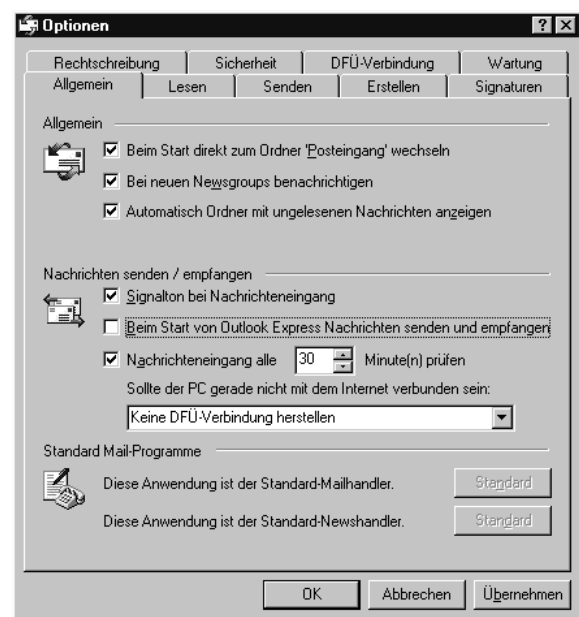 Optionen
Rechtschreibung Sicherheit DFÜ-Verbindung Wartung
Allgemein Lesen Senden Erstellen Signaturen
Allgemein
Beim Start direkt zum Ordner 'Posteingang' wechseln
Bei neuen Newsgroups benachrichtigen
Automatisch Ordner mit ungelesenen Nachrichten anzeigen
Nachrichten senden / empfangen
Signalton bei Nachrichteneingang
Beim Start von Outlook Express Nachrichten senden und empfangen
Nachrichteneingang alle 30 Minute(n) prüfen
Sollte der PC gerade nicht mit dem Internet verbunden sein:
Keine DFÜ-Verbindung herstellen
Standard Mail-Programme
Diese Anwendung ist der Standard-Mailhandler. Standard
Diese Anwendung ist der Standard-Newshandler. Standard
OK Abbrechen Übernehmen